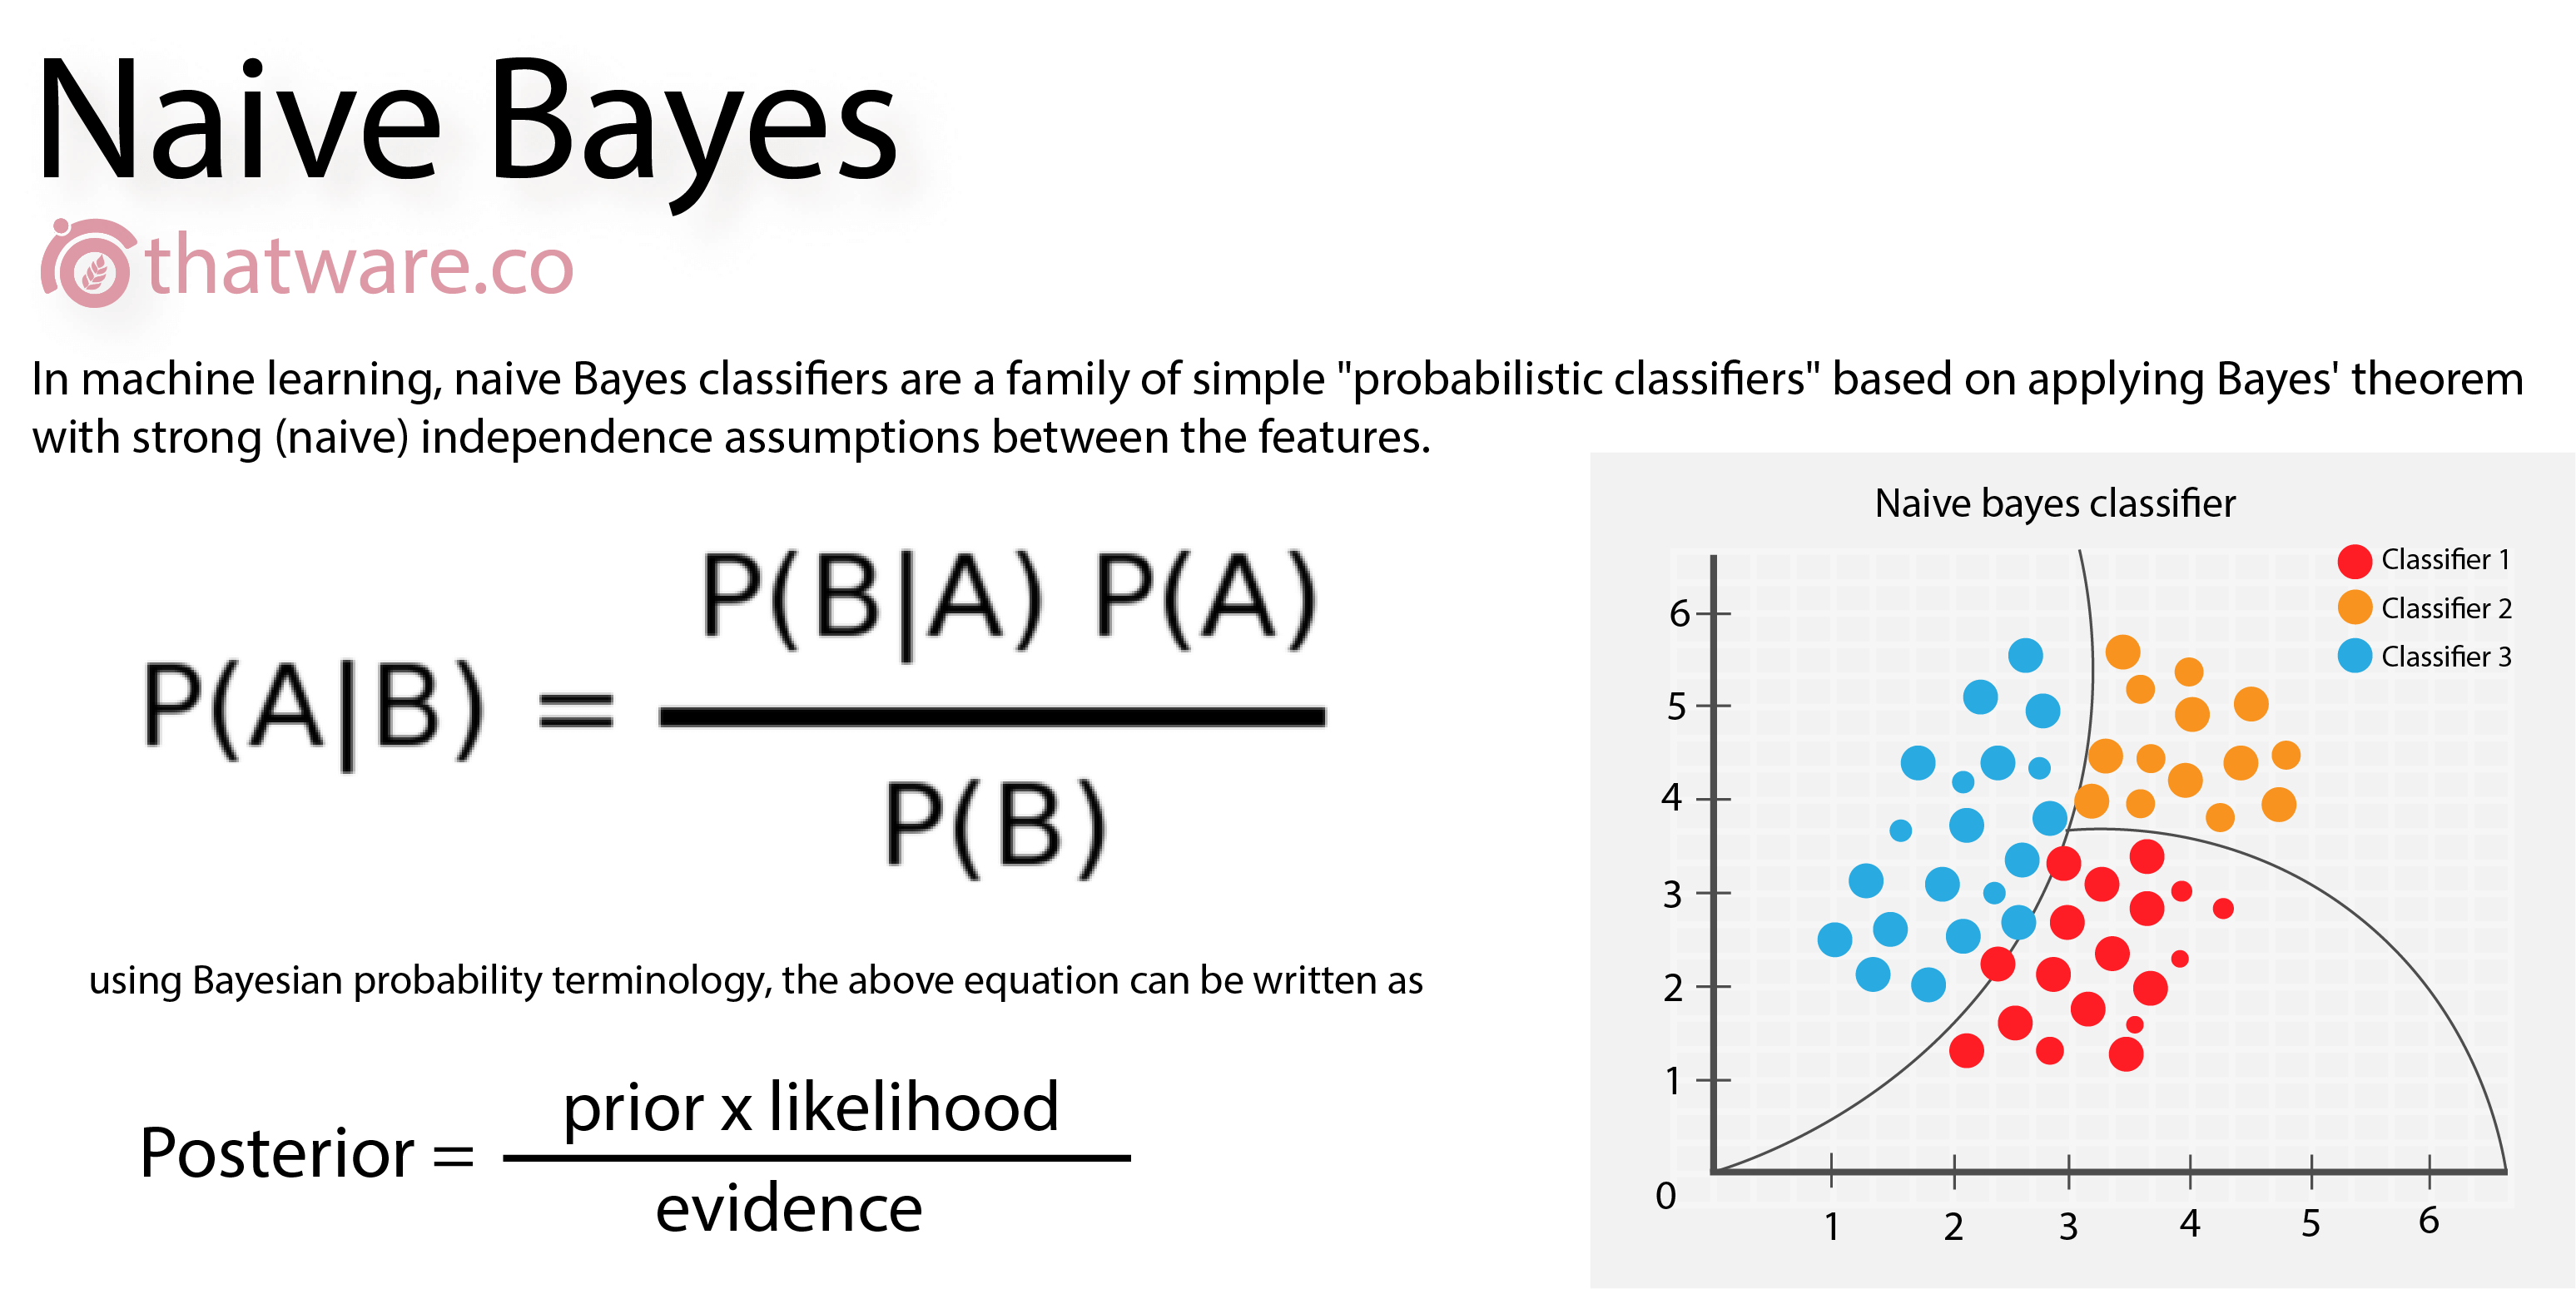 Naive Bayes
thatware.co
In machine learning, naive Bayes classifiers are a family of simple "probabilistic classifiers" based on applying Bayes' theorem
with strong (naive) independence assumptions between the features.
P(A|B) = P(B|A) P(A)
P(B)
using Bayesian probability terminology, the above equation can be written as
Posterior = prior x likelihood
evidence
Naive bayes classifier
Classifier 1
Classifier 2
Classifier 3
6
5
4
3
2
1
0
1 2 3 4 5 6